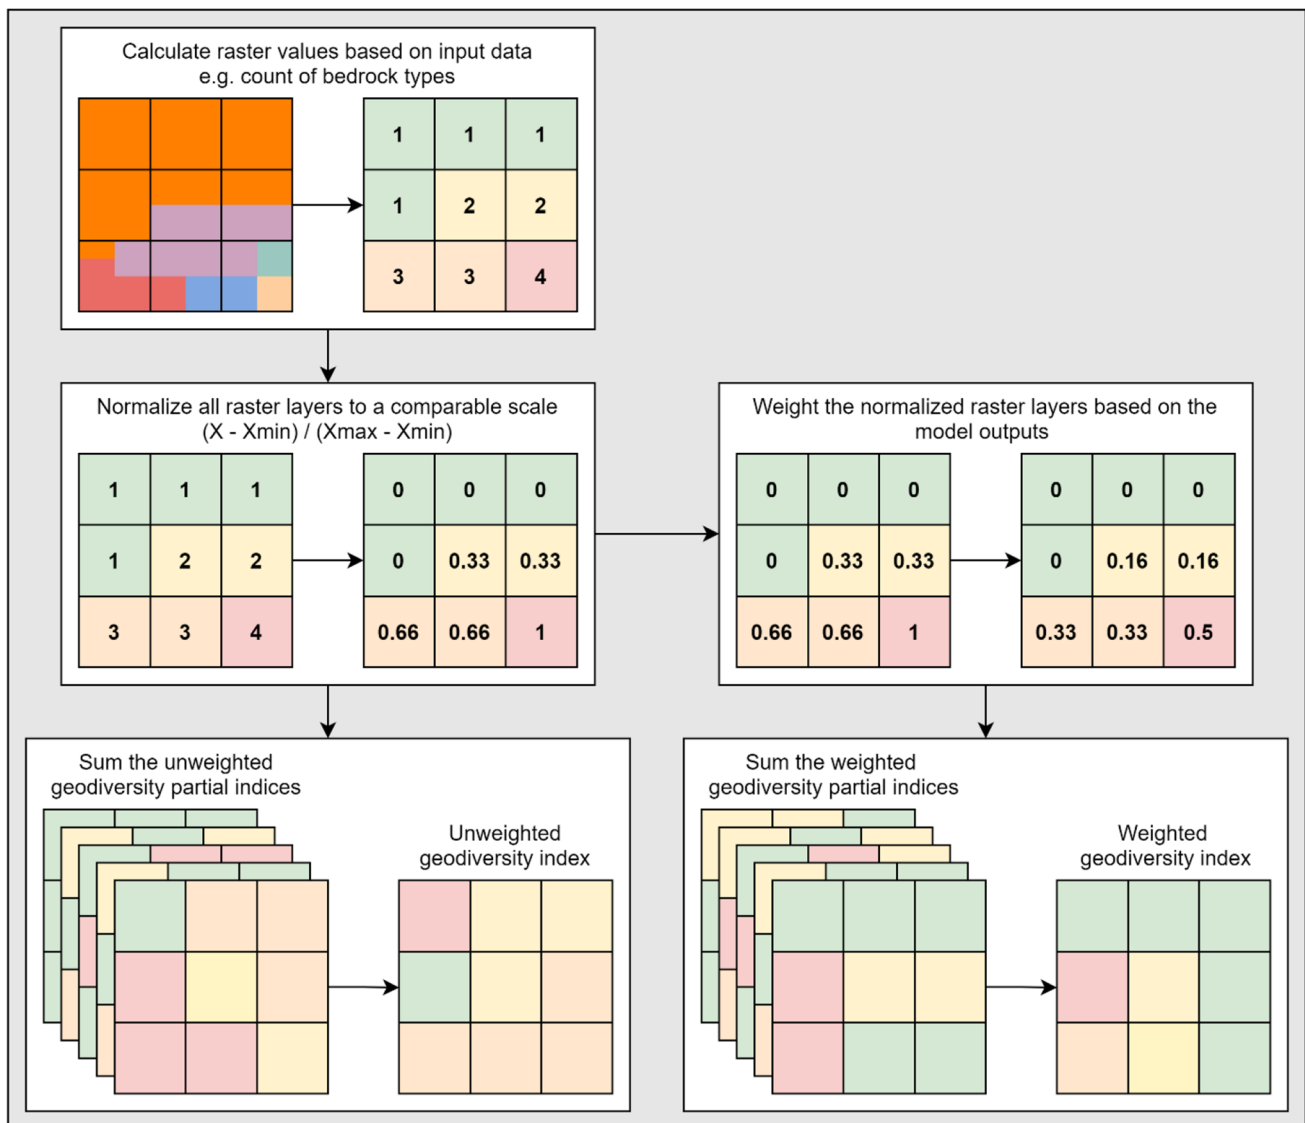 Calculate raster values based on input data
e.g. count of bedrock types
1 1 1
1 2 2
3 3 4
Normalize all raster layers to a comparable scale
(X - Xmin) / (Xmax - Xmin)
1 1 1
1 2 2
3 3 4
0 0 0
0 0.33 0.33
0.66 0.66 1
Weight the normalized raster layers based on the
model outputs
0 0 0
0 0.33 0.33
0.66 0.66 1
0 0 0
0 0.16 0.16
0.33 0.33 0.5
Sum the unweighted
geodiversity partial indices
Unweighted
geodiversity index
Sum the weighted
geodiversity partial indices
Weighted
geodiversity index